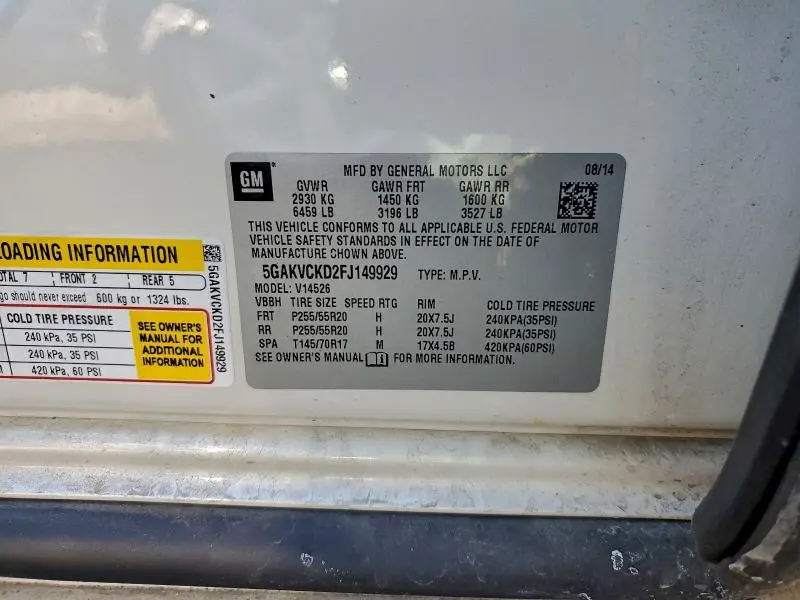 GM
MFD BY GENERAL MOTORS LLC 08/14
GVWR GAWR FRT GAWR RR
2930 KG 1450 KG 1600 KG
6459 LB 3196 LB 3527 LB
THIS VEHICLE CONFORMS TO ALL APPLICABLE U.S. FEDERAL MOTOR
VEHICLE SAFETY STANDARDS IN EFFECT ON THE DATE OF
MANUFACTURE SHOWN ABOVE.
5GAKVCKD2FJ149929 TYPE: M.P.V.
MODEL: V14526
VBBH TIRE SIZE SPEED RTG RIM COLD TIRE PRESSURE
FRT P255/55R20 H 20X7.5J 240KPA(35PSI)
RR P255/55R20 H 20X7.5J 240KPA(35PSI)
SPA T145/70R17 M 17X4.5B 420KPA(60PSI)
SEE OWNER'S MANUAL FOR MORE INFORMATION.
LOADING INFORMATION
TOTAL 7 FRONT 2 REAR 5
should never exceed 600 kg or 1324 lbs.
COLD TIRE PRESSURE
240 kPa, 35 PSI
240 kPa, 35 PSI
420 kPa, 60 PSI
SEE OWNER'S
MANUAL FOR
ADDITIONAL
INFORMATION
5GAKVCKD2FJ149929